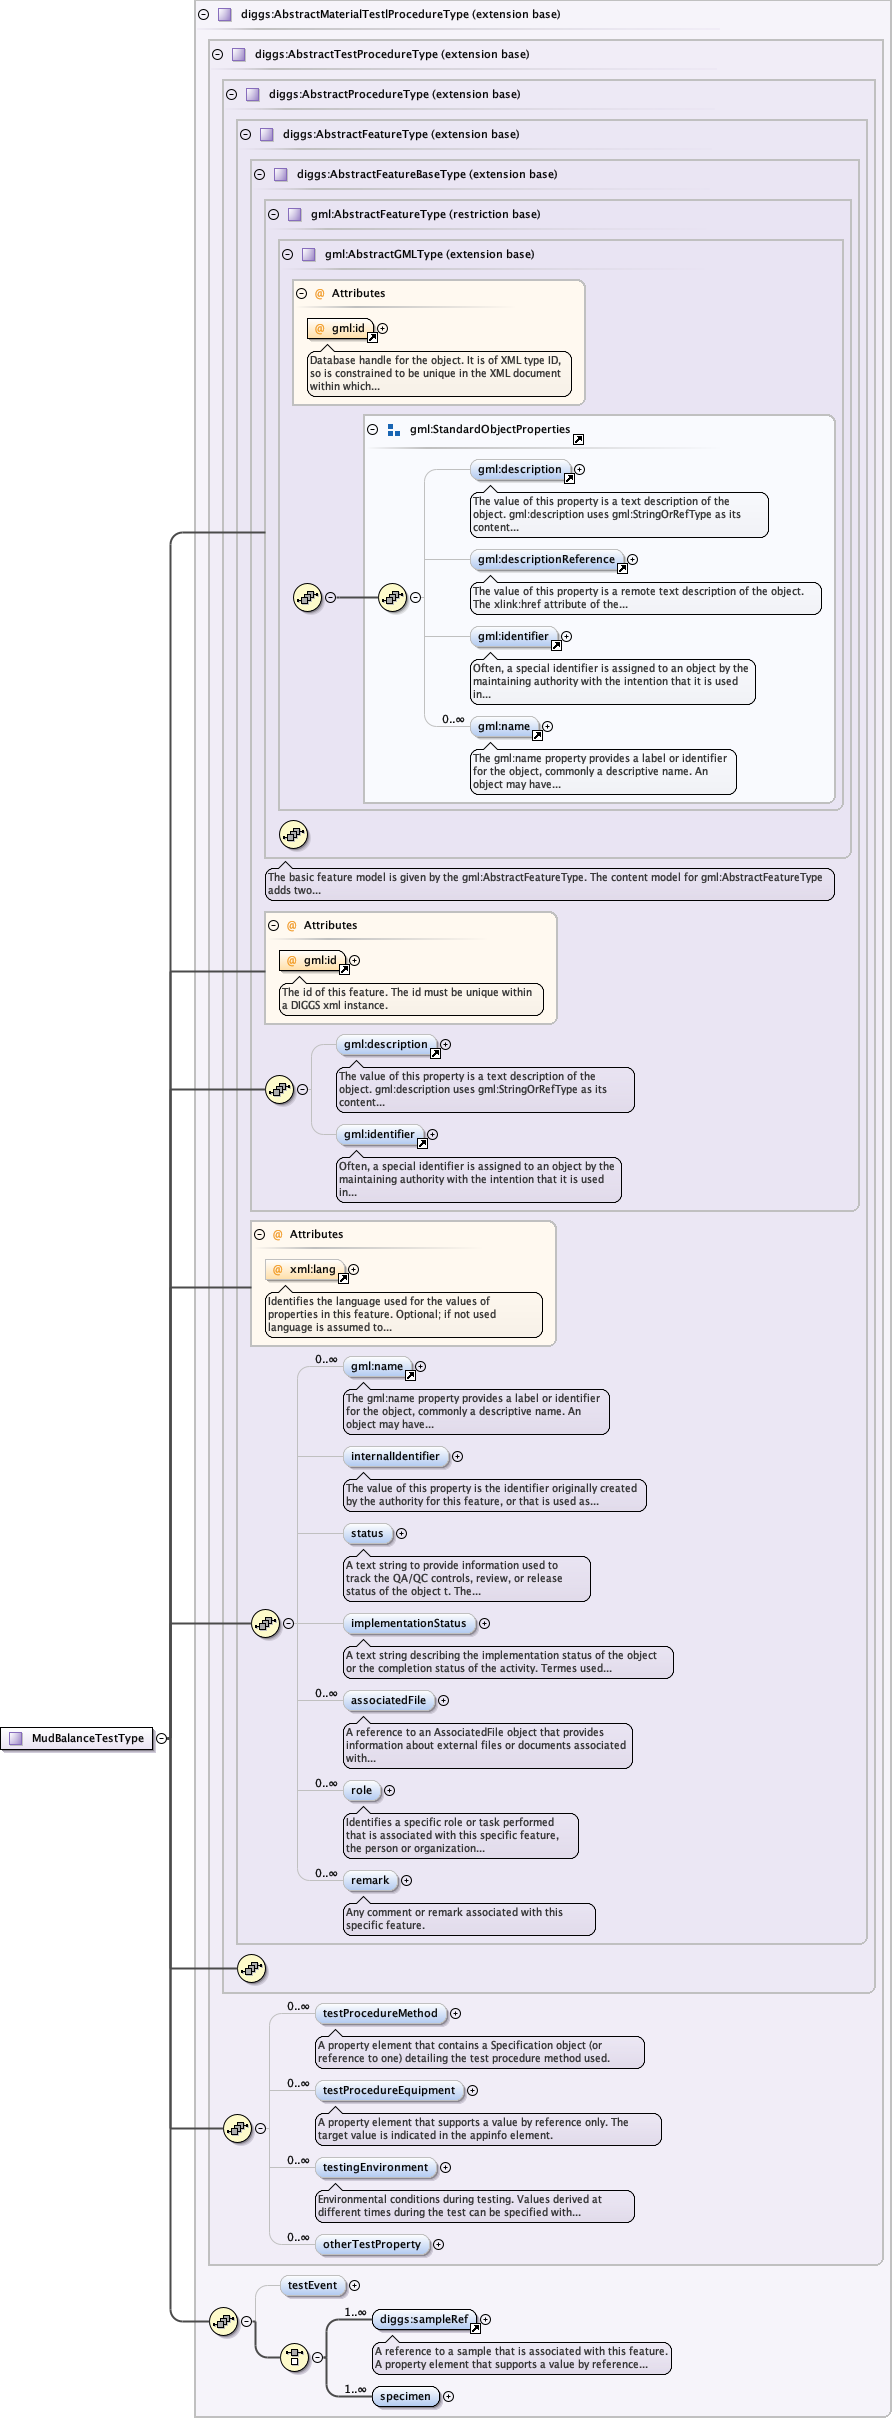 diggs:AbstractMaterialTestlProcedureType (extension base)
diggs:AbstractTestProcedureType (extension base)
diggs:AbstractProcedureType (extension base)
diggs:AbstractFeatureType (extension base)
diggs:AbstractFeatureBaseType (extension base)
gml:AbstractFeatureType (restriction base)
gml:AbstractGMLType (extension base)
@ Attributes
@ gml:id
Database handle for the object. It is of XML type ID,
so is constrained to be unique in the XML document
within which...
gml:StandardObjectProperties
gml:description
The value of this property is a text description of the
object. gml:description uses gml:StringOrRefType as its
content...
gml:descriptionReference
The value of this property is a remote text description of the object.
The xlink:href attribute of the...
gml:identifier
Often, a special identifier is assigned to an object by the
maintaining authority with the intention that it is used
in...
0..∞
gml:name
The gml:name property provides a label or identifier
for the object, commonly a descriptive name. An
object may have...
The basic feature model is given by the gml:AbstractFeatureType. The content model for gml:AbstractFeatureType
adds two...
@ Attributes
@ gml:id
The id of this feature. The id must be unique within
a DIGGS xml instance.
gml:description
The value of this property is a text description of the
object. gml:description uses gml:StringOrRefType as its
content...
gml:identifier
Often, a special identifier is assigned to an object by the
maintaining authority with the intention that it is used
in...
@ Attributes
@ xml:lang
Identifies the language used for the values of
properties in this feature. Optional; if not used
language is assumed to...
0..∞
gml:name
The gml:name property provides a label or identifier
for the object, commonly a descriptive name. An
object may have...
internalIdentifier
The value of this property is the identifier originally created
by the authority for this feature, or that is used as...
status
A text string to provide information used to
track the QA/QC controls, review, or release
status of the object t. The...
implementationStatus
A text string describing the implementation status of the object
or the completion status of the activity. Termes used...
0..∞
associatedFile
A reference to an AssociatedFile object that provides
information about external files or documents associated
with...
MudBalanceTestType
0..∞
role
Identifies a specific role or task performed
that is associated with this specific feature,
the person or organization...
0..∞
remark
Any comment or remark associated with this
specific feature.
0..∞
testProcedureMethod
A property element that contains a Specification object (or
reference to one) detailing the test procedure method used.
0..∞
testProcedureEquipment
A property element that supports a value by reference only. The
target value is indicated in the appinfo element.
0..∞
testingEnvironment
Environmental conditions during testing. Values derived at
different times during the test can be specified with...
0..∞
otherTestProperty
testEvent
1..∞
diggs:sampleRef
A reference to a sample that is associated with this feature.
A property element that supports a value by reference...
1..∞
specimen